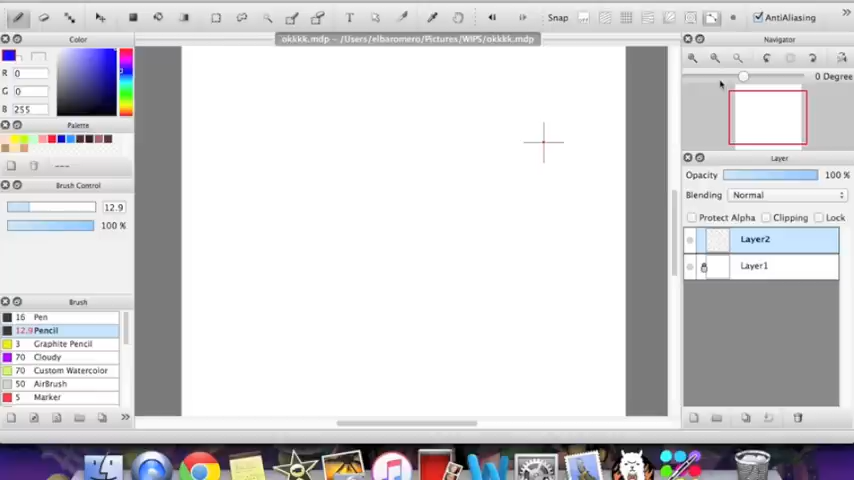 Snap
AntiAliasing
okkkk.mdp - /Users/elbaromero/Pictures/WIPS/okkkk.mdp
Color
R 0
G 0
B 255
Palette
---
Brush Control
12.9
100 %
Brush
16 Pen
12.9 Pencil
3 Graphite Pencil
70 Cloudy
70 Custom Watercolor
50 AirBrush
5 Marker
Navigator
0 Degree
Layer
Opacity 100 %
Blending Normal
Protect Alpha Clipping Lock
Layer2
Layer1